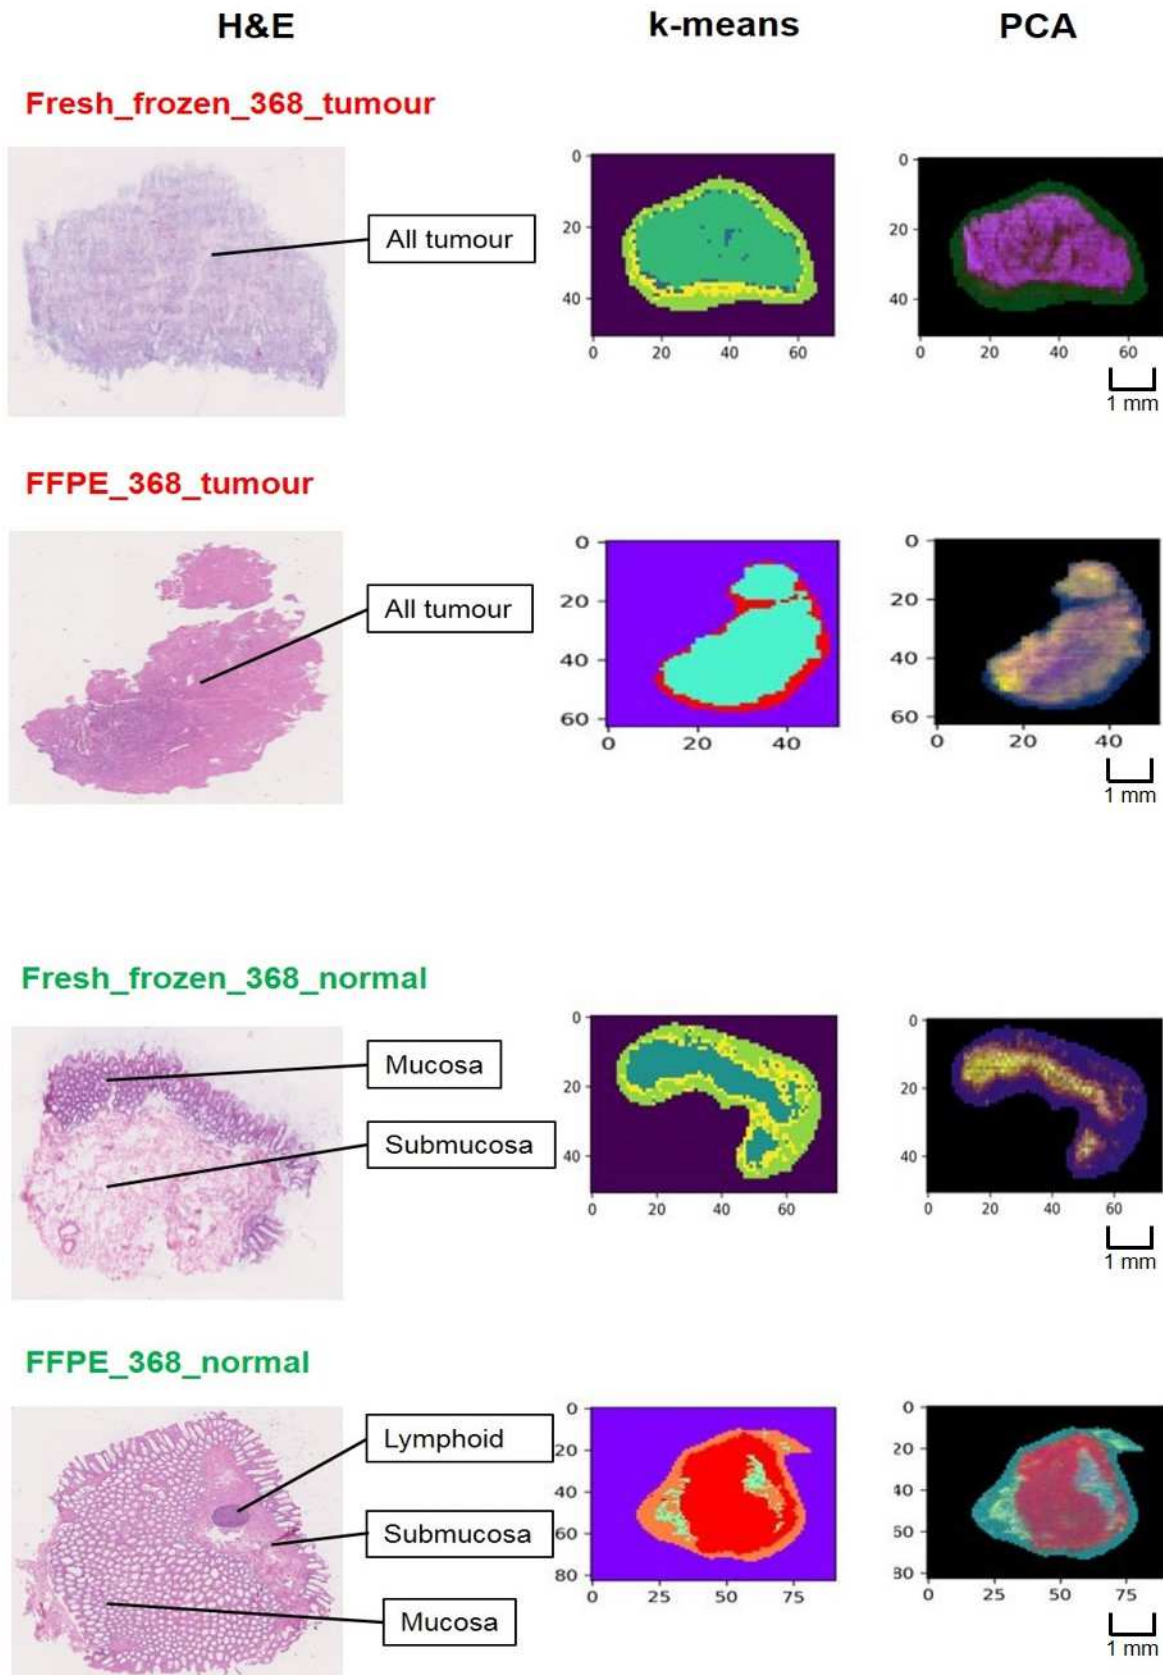 H&E k-means PCA
Fresh_frozen_368_tumour
All tumour
0
20
40
0 20 40 60
0
20
40
0 20 40 60
1 mm
FFPE_368_tumour
All tumour
0
20
40
60
0 20 40
0
20
40
60
0 20 40
1 mm
Fresh_frozen_368_normal
Mucosa
Submucosa
0
20
40
0 20 40 60
0
20
40
0 20 40 60
1 mm
FFPE_368_normal
Lymphoid
Submucosa
Mucosa
0
20
40
60
80
0 25 50 75
0
20
40
60
80
0 25 50 75
1 mm